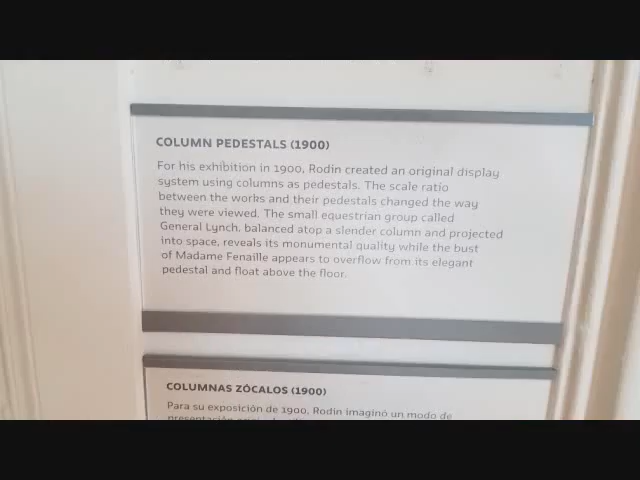 COLUMN PEDESTALS (1900)
For his exhibition in 1900, Rodin created an original display
system using columns as pedestals. The scale ratio
between the works and their pedestals changed the way
they were viewed. The small equestrian group called
General Lynch, balanced atop a slender column and projected
into space, reveals its monumental quality while the bust
of Madame Fenaille appears to overflow from its elegant
pedestal and float above the floor.
COLUMNAS ZÓCALOS (1900)
Para su exposición de 1900, Rodin imaginó un modo de
presentación